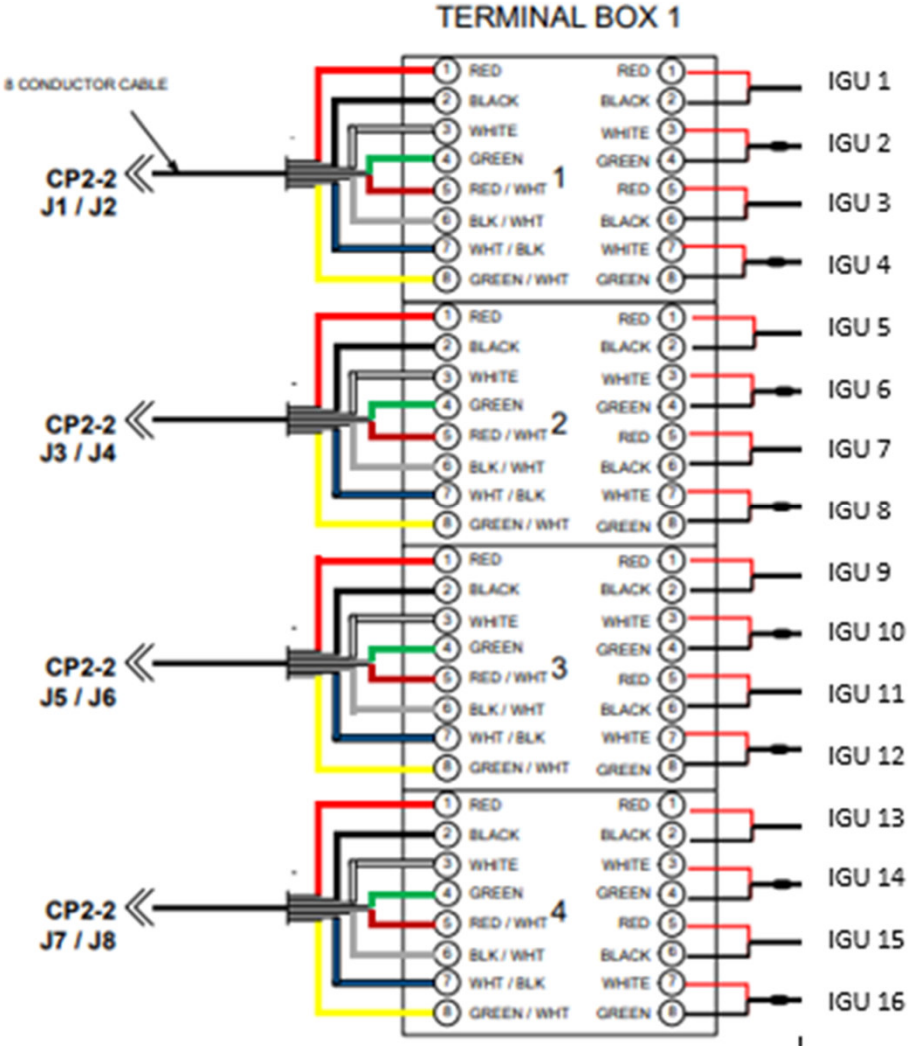 TERMINAL BOX 1
8 CONDUCTOR CABLE
CP2-2
J1 / J2
1 RED RED 1 IGU 1
2 BLACK BLACK 2
3 WHITE WHITE 3 IGU 2
4 GREEN GREEN 4
1
5 RED / WHT RED 5 IGU 3
6 BLK / WHT BLACK 6
7 WHT / BLK WHITE 7 IGU 4
8 GREEN / WHT GREEN 8
CP2-2
J3 / J4
1 RED RED 1 IGU 5
2 BLACK BLACK 2
3 WHITE WHITE 3 IGU 6
4 GREEN GREEN 4
2
5 RED / WHT RED 5 IGU 7
6 BLK / WHT BLACK 6
7 WHT / BLK WHITE 7 IGU 8
8 GREEN / WHT GREEN 8
CP2-2
J5 / J6
1 RED RED 1 IGU 9
2 BLACK BLACK 2
3 WHITE WHITE 3 IGU 10
4 GREEN GREEN 4
3
5 RED / WHT RED 5 IGU 11
6 BLK / WHT BLACK 6
7 WHT / BLK WHITE 7 IGU 12
8 GREEN / WHT GREEN 8
CP2-2
J7 / J8
1 RED RED 1 IGU 13
2 BLACK BLACK 2
3 WHITE WHITE 3 IGU 14
4 GREEN GREEN 4
4
5 RED / WHT RED 5 IGU 15
6 BLK / WHT BLACK 6
7 WHT / BLK WHITE 7 IGU 16
8 GREEN / WHT GREEN 8